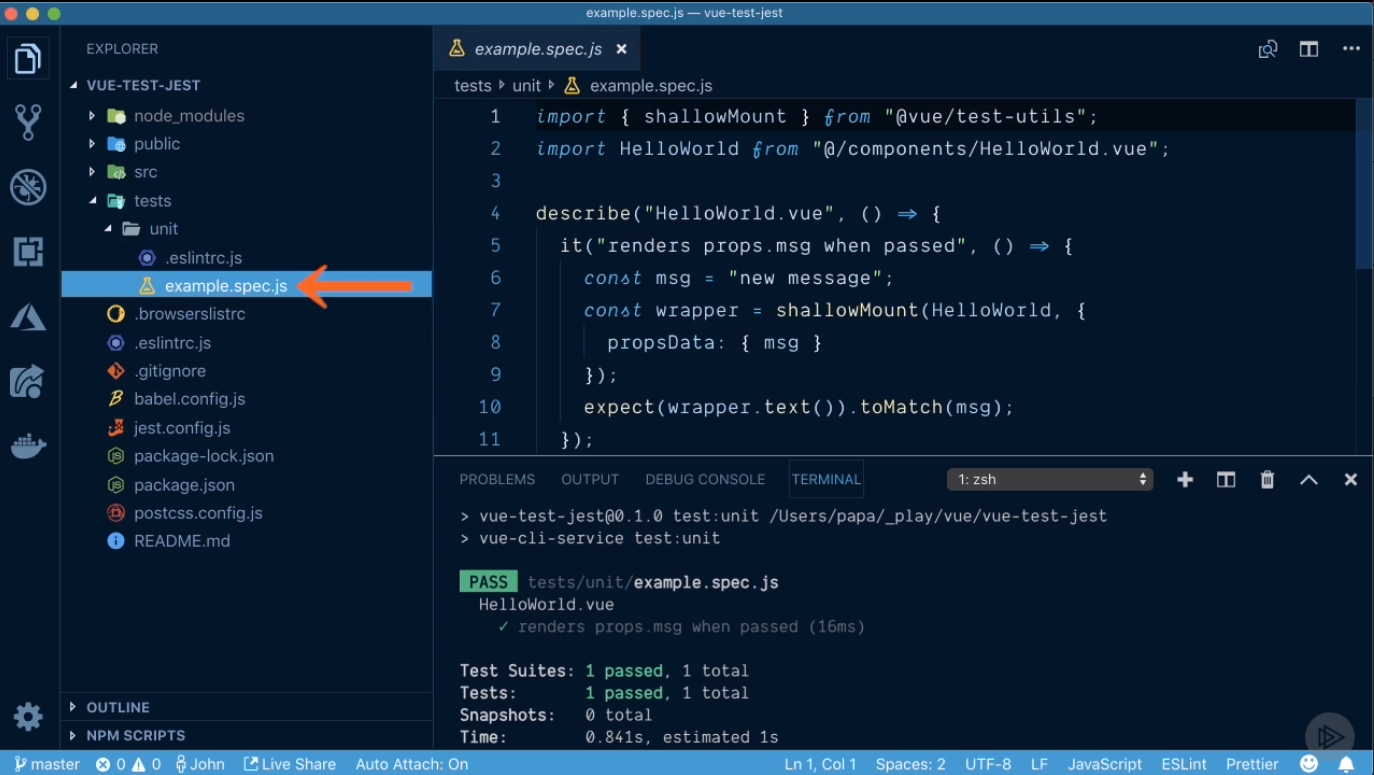 example.spec.js — vue-test-jest
EXPLORER
VUE-TEST-JEST
node_modules
public
src
tests
unit
.eslintrc.js
example.spec.js
.browserslistrc
.eslintrc.js
.gitignore
babel.config.js
jest.config.js
package-lock.json
package.json
postcss.config.js
README.md
OUTLINE
NPM SCRIPTS
example.spec.js ×
tests unit example.spec.js
1 import { shallowMount } from "@vue/test-utils";
2 import HelloWorld from "@/components/HelloWorld.vue";
3
4 describe("HelloWorld.vue", () => {
5 it("renders props.msg when passed", () => {
6 const msg = "new message";
7 const wrapper = shallowMount(HelloWorld, {
8 propsData: { msg }
9 });
10 expect(wrapper.text()).toMatch(msg);
11 });
PROBLEMS OUTPUT DEBUG CONSOLE TERMINAL 1: zsh
> vue-test-jest@0.1.0 test:unit /Users/papa/_play/vue/vue-test-jest
> vue-cli-service test:unit
PASS tests/unit/example.spec.js
HelloWorld.vue
✓ renders props.msg when passed (16ms)
Test Suites: 1 passed, 1 total
Tests: 1 passed, 1 total
Snapshots: 0 total
Time: 0.841s, estimated 1s
master 0 0 John Live Share Auto Attach: On Ln 1, Col 1 Spaces: 2 UTF-8 LF JavaScript ESLint Prettier